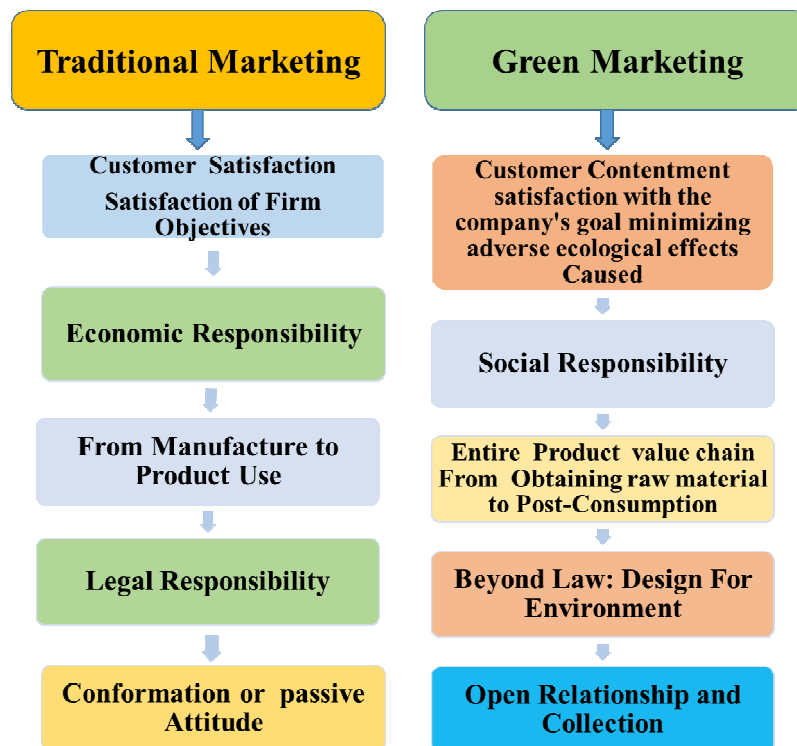 Traditional Marketing
Customer Satisfaction
Satisfaction of Firm
Objectives
Economic Responsibility
From Manufacture to
Product Use
Legal Responsibility
Conformation or passive
Attitude
Green Marketing
Customer Contentment
satisfaction with the
company's goal minimizing
adverse ecological effects
Caused
Social Responsibility
Entire Product value chain
From Obtaining raw material
to Post-Consumption
Beyond Law: Design For
Environment
Open Relationship and
Collection